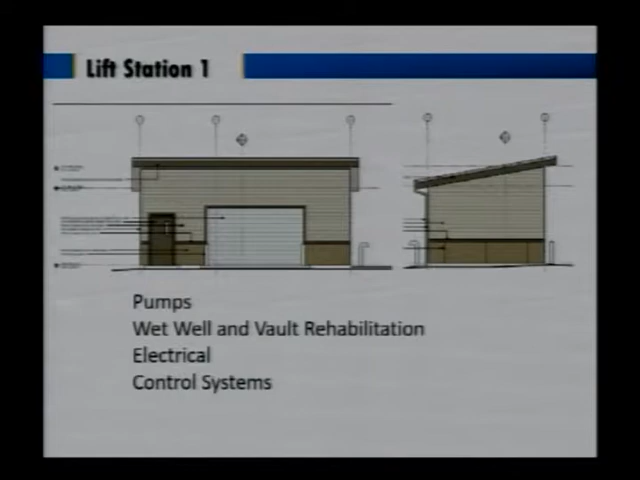 Lift Station 1
Pumps
Wet Well and Vault Rehabilitation
Electrical
Control Systems